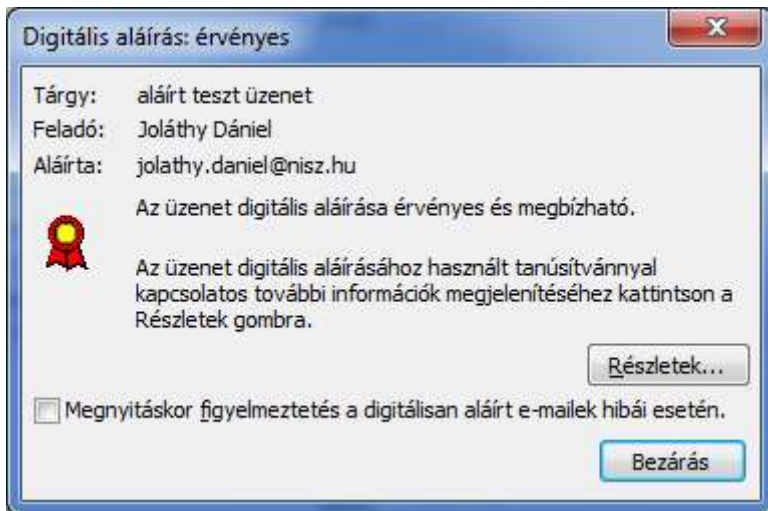 Digitális aláírás: érvényes
Tárgy: aláírt teszt üzenet
Feladó: Joláthy Dániel
Aláírta: jolathy.daniel@nisz.hu
Az üzenet digitális aláírása érvényes és megbízható.
Az üzenet digitális aláírásához használt tanúsítvánnyal
kapcsolatos további információk megjelenítéséhez kattintson a
Részletek gombra.
Részletek...
Megnyitáskor figyelmeztetés a digitálisan aláírt e-mailek hibái esetén.
Bezárás